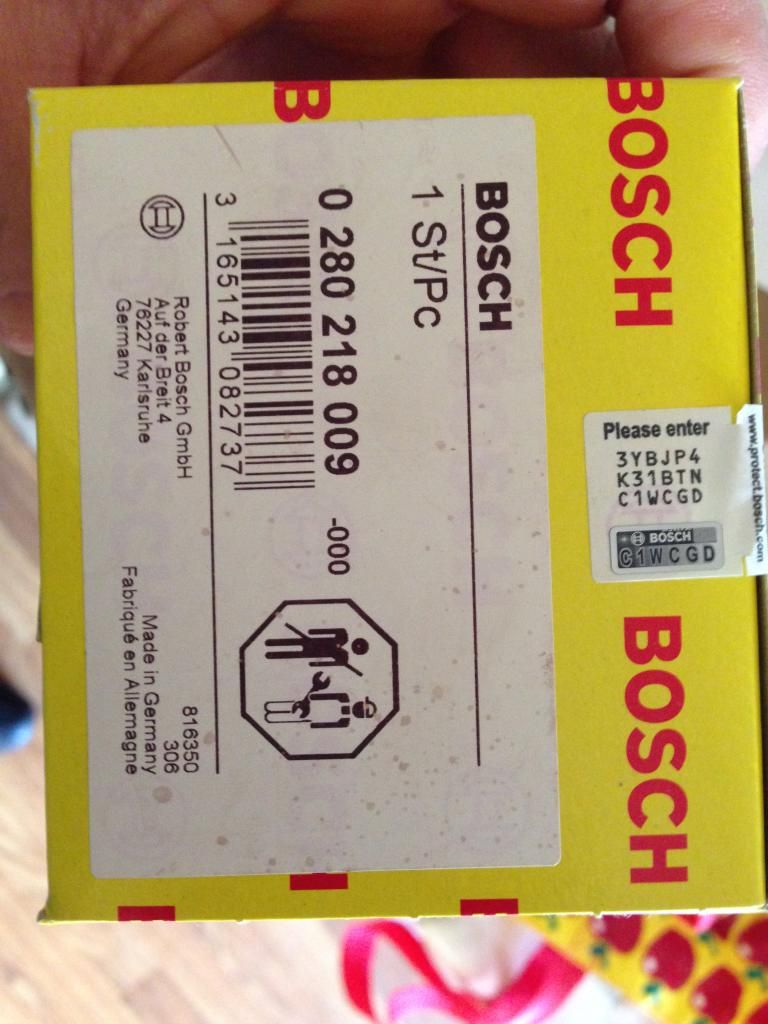 BOSCH
BOSCH
B
www.protect.bosch.com
Please enter
3YBJP4
K31BTN
C1WCGD
BOSCH
C1WCGD
BOSCH
1 St/Pc
0 280 218 009 -000
3 165143 082737
Robert Bosch GmbH
Auf der Breit 4
76227 Karlsruhe
Germany
816350
306
Made in Germany
Fabriqué en Allemagne